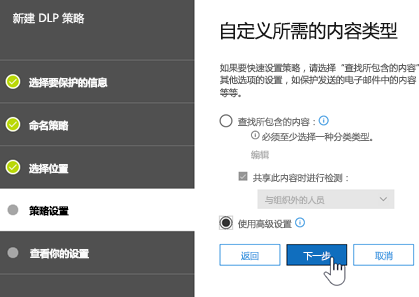 新建 DLP 策略
选择要保护的信息
命名策略
选择位置
策略设置
查看你的设置
自定义所需的内容类型
如果要快速设置策略，请选择“查找所包含的内容”
其他选项的设置，如保护发送的电子邮件中的内容
等等。
查找所包含的内容：
必须至少选择一种分类类型。
编辑
共享此内容时进行检测：
与组织外的人员
使用高级设置
返回
下一步
取消